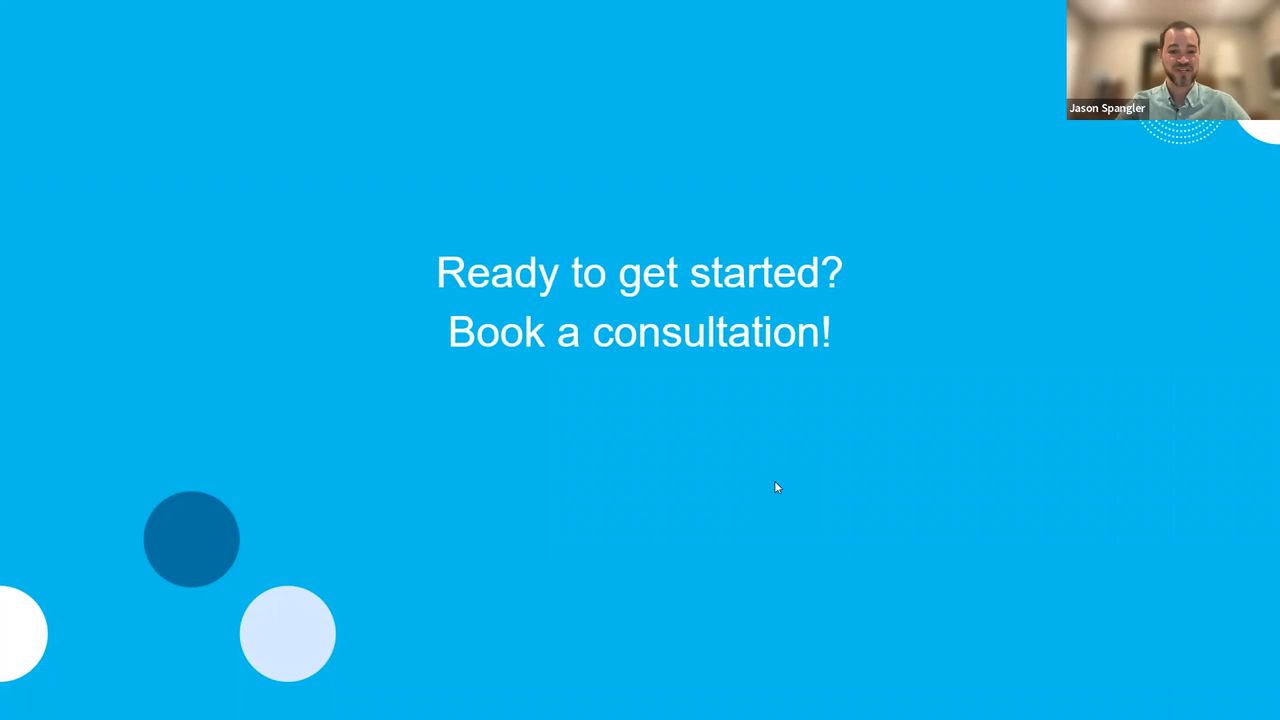 Jason Spangler
Ready to get started?
Book a consultation!